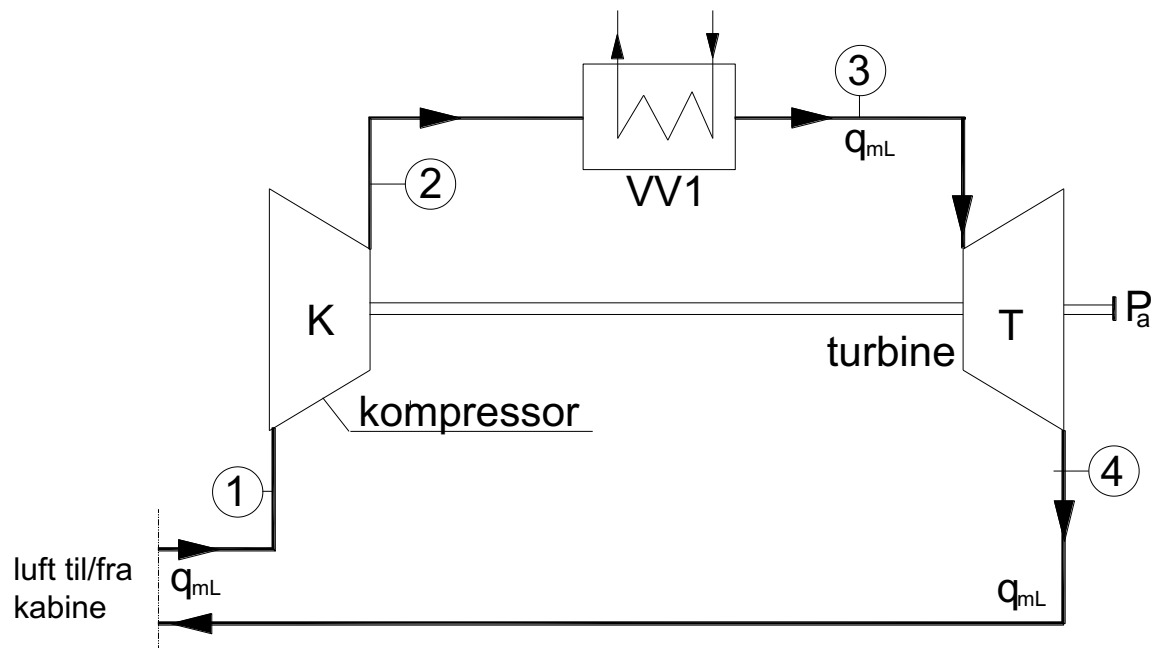 3
qmL
2
VV1
K
T
Pa
turbine
kompressor
1
4
luft til/fra
kabine
qmL
qmL